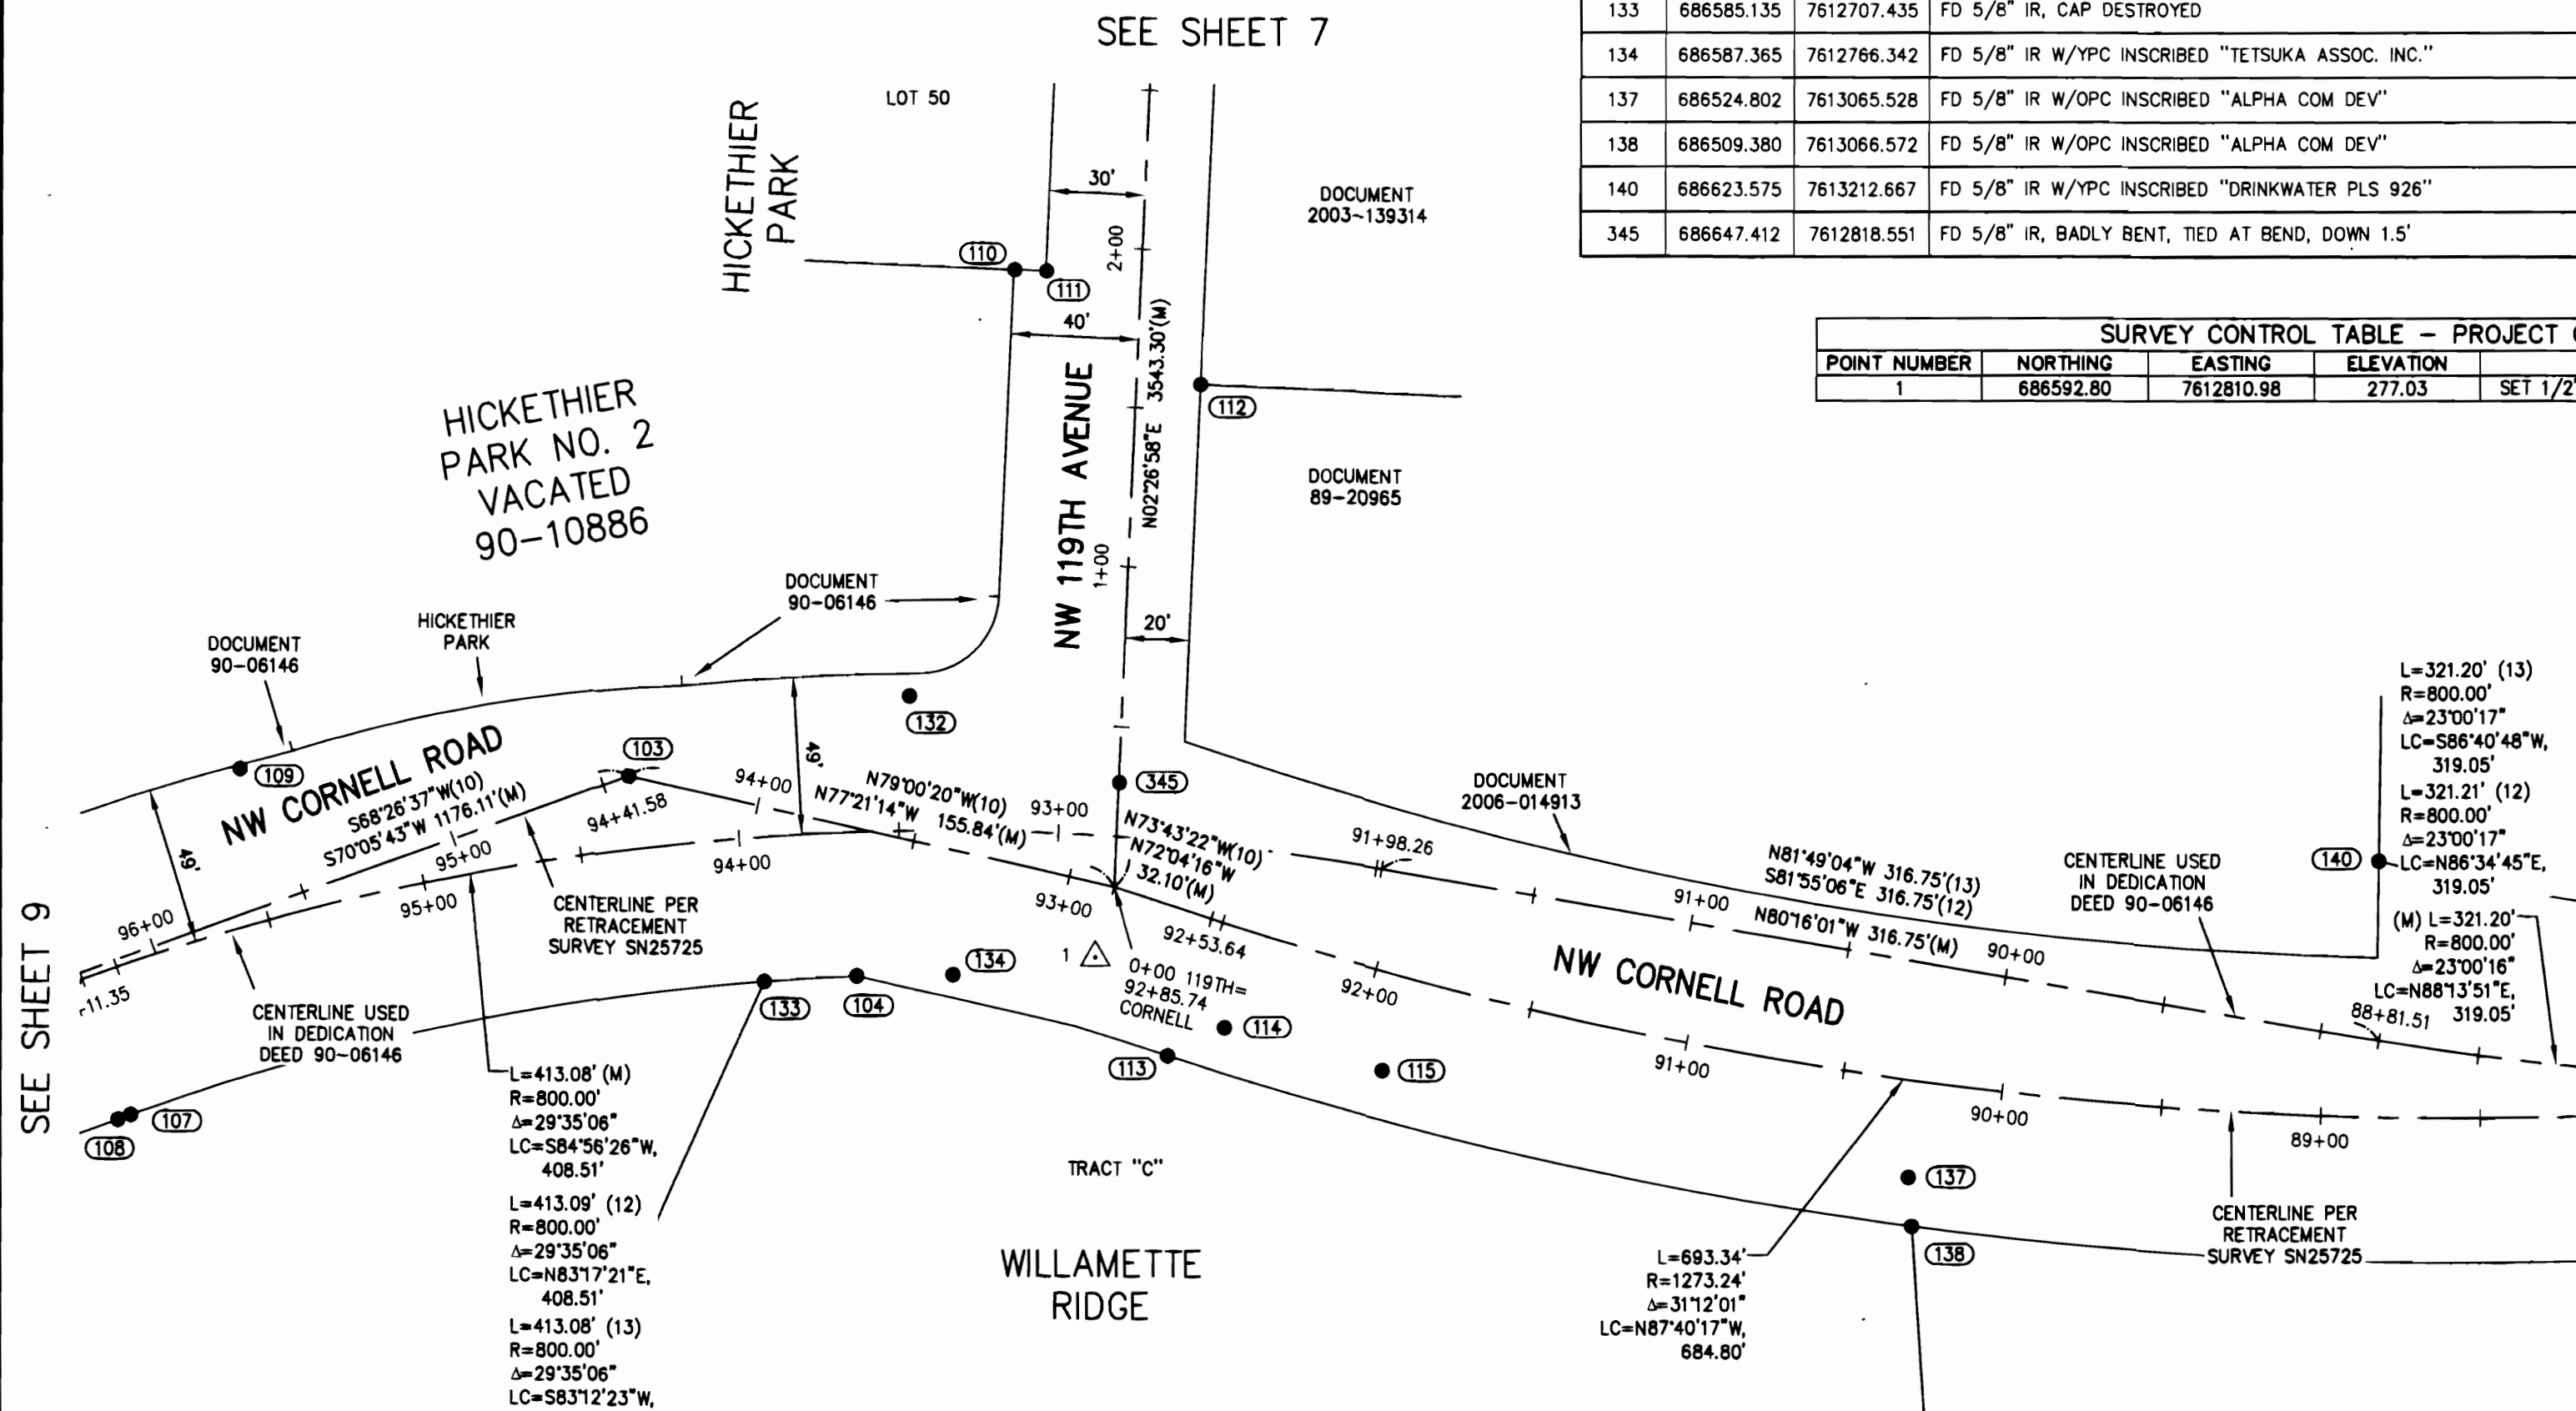 SEE SHEET 7
133 686585.135 7612707.435 FD 5/8" IR, CAP DESTROYED
134 686587.365 7612766.342 FD 5/8" IR W/YPC INSCRIBED "TETSUKA ASSOC. INC."
137 686524.802 7613065.528 FD 5/8" IR W/OPC INSCRIBED "ALPHA COM DEV"
138 686509.380 7613066.572 FD 5/8" IR W/OPC INSCRIBED "ALPHA COM DEV"
140 686623.575 7613212.667 FD 5/8" IR W/YPC INSCRIBED "DRINKWATER PLS 926"
345 686647.412 7612818.551 FD 5/8" IR, BADLY BENT, TIED AT BEND, DOWN 1.5'
SURVEY CONTROL TABLE – PROJECT
POINT NUMBER NORTHING EASTING ELEVATION
1 686592.80 7612810.98 277.03 SET 1/2"
LOT 50
HICKETHIER
PARK
30'
DOCUMENT
2003~139314
110
111
2+00
40'
N02°26'58"E 3543.30'(M)
112
NW 119TH AVENUE
1+00
HICKETHIER
PARK NO. 2
VACATED
90–10886
DOCUMENT
89–20965
DOCUMENT
90–06146
20'
HICKETHIER
PARK
DOCUMENT
90–06146
132
103
109
49'
49'
NW CORNELL ROAD
S68°26'37"W(10)
S70°05'43"W 1176.11'(M)
94+41.58
94+00
N79°00'20"W(10)
N77°21'14"W 155.84'(M)
93+00
345
N73°43'22"W(10)
N72°04'16"W
32.10'(M)
DOCUMENT
2006–014913
91+98.26
N81°49'04"W 316.75'(13)
S81°55'06"E 316.75'(12)
91+00
N80°16'01"W 316.75'(M)
90+00
CENTERLINE USED
IN DEDICATION
DEED 90–06146
140
L=321.20' (13)
R=800.00'
Δ=23°00'17"
LC=S86°40'48"W,
319.05'
L=321.21' (12)
R=800.00'
Δ=23°00'17"
LC=N86°34'45"E,
319.05'
(M) L=321.20'
R=800.00'
Δ=23°00'16"
LC=N88°13'51"E,
319.05'
88+81.51
SEE SHEET 9
96+00
95+00
95+00
94+00
CENTERLINE PER
RETRACEMENT
SURVEY SN25725
93+00
92+53.64
92+00
NW CORNELL ROAD
91+00
90+00
89+00
11.35
CENTERLINE USED
IN DEDICATION
DEED 90–06146
1
134
0+00 119TH=
92+85.74
CORNELL
133
104
114
113
115
107
108
L=413.08' (M)
R=800.00'
Δ=29°35'06"
LC=S84°56'26"W,
408.51'
L=413.09' (12)
R=800.00'
Δ=29°35'06"
LC=N83°17'21"E,
408.51'
L=413.08' (13)
R=800.00'
Δ=29°35'06"
LC=S83°12'23"W,
TRACT "C"
WILLAMETTE
RIDGE
137
138
L=693.34'
R=1273.24'
Δ=31°12'01"
LC=N87°40'17"W,
684.80'
CENTERLINE PER
RETRACEMENT
SURVEY SN25725